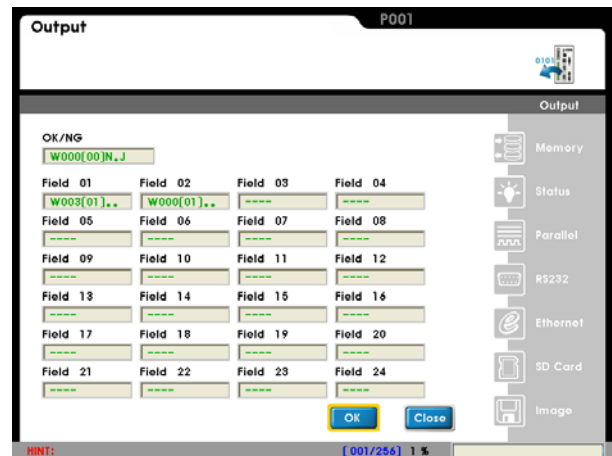 P001
Output
0101
Output
OK/NG
W000[00]N.J
Field 01 Field 02 Field 03 Field 04
W003[01].. W000[01].. ---- ----
Field 05 Field 06 Field 07 Field 08
---- ---- ---- ----
Field 09 Field 10 Field 11 Field 12
---- ---- ---- ----
Field 13 Field 14 Field 15 Field 16
---- ---- ---- ----
Field 17 Field 18 Field 19 Field 20
---- ---- ---- ----
Field 21 Field 22 Field 23 Field 24
---- ---- ---- ----
OK Close
Memory
Status
Parallel
RS232
Ethernet
SD Card
Image
HINT: [001/256] 1 %